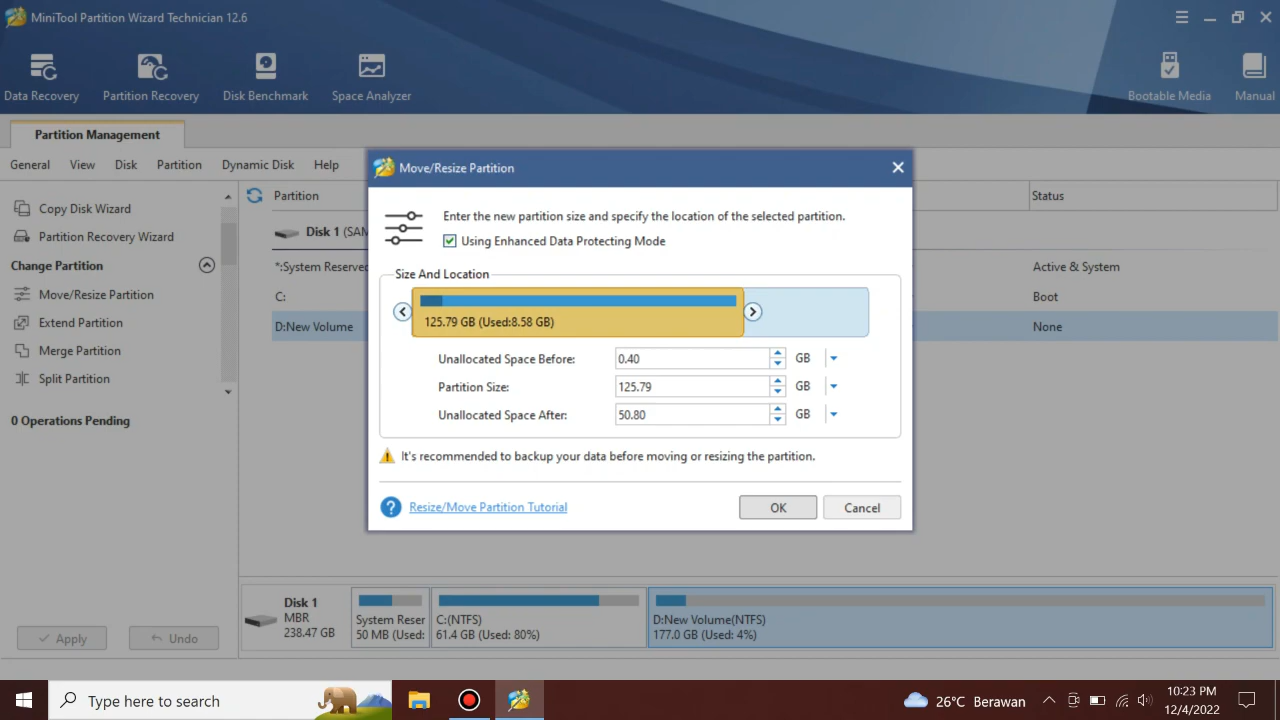 MiniTool Partition Wizard Technician 12.6
Data Recovery
Partition Recovery
Disk Benchmark
Space Analyzer
Bootable Media
Manual
Partition Management
General
View
Disk
Partition
Dynamic Disk
Help
Copy Disk Wizard
Partition Recovery Wizard
Change Partition
Move/Resize Partition
Extend Partition
Merge Partition
Split Partition
0 Operations Pending
Apply
Undo
Partition
Status
Disk 1 (SAM
*:System Reserved
Active & System
C:
Boot
D:New Volume
None
Move/Resize Partition
Enter the new partition size and specify the location of the selected partition.
Using Enhanced Data Protecting Mode
Size And Location
125.79 GB (Used:8.58 GB)
Unallocated Space Before: 0.40 GB
Partition Size: 125.79 GB
Unallocated Space After: 50.80 GB
It's recommended to backup your data before moving or resizing the partition.
Resize/Move Partition Tutorial
OK
Cancel
Disk 1
MBR
238.47 GB
System Reser
50 MB (Used:
C:(NTFS)
61.4 GB (Used: 80%)
D:New Volume(NTFS)
177.0 GB (Used: 4%)
Type here to search
26°C Berawan
10:23 PM
12/4/2022